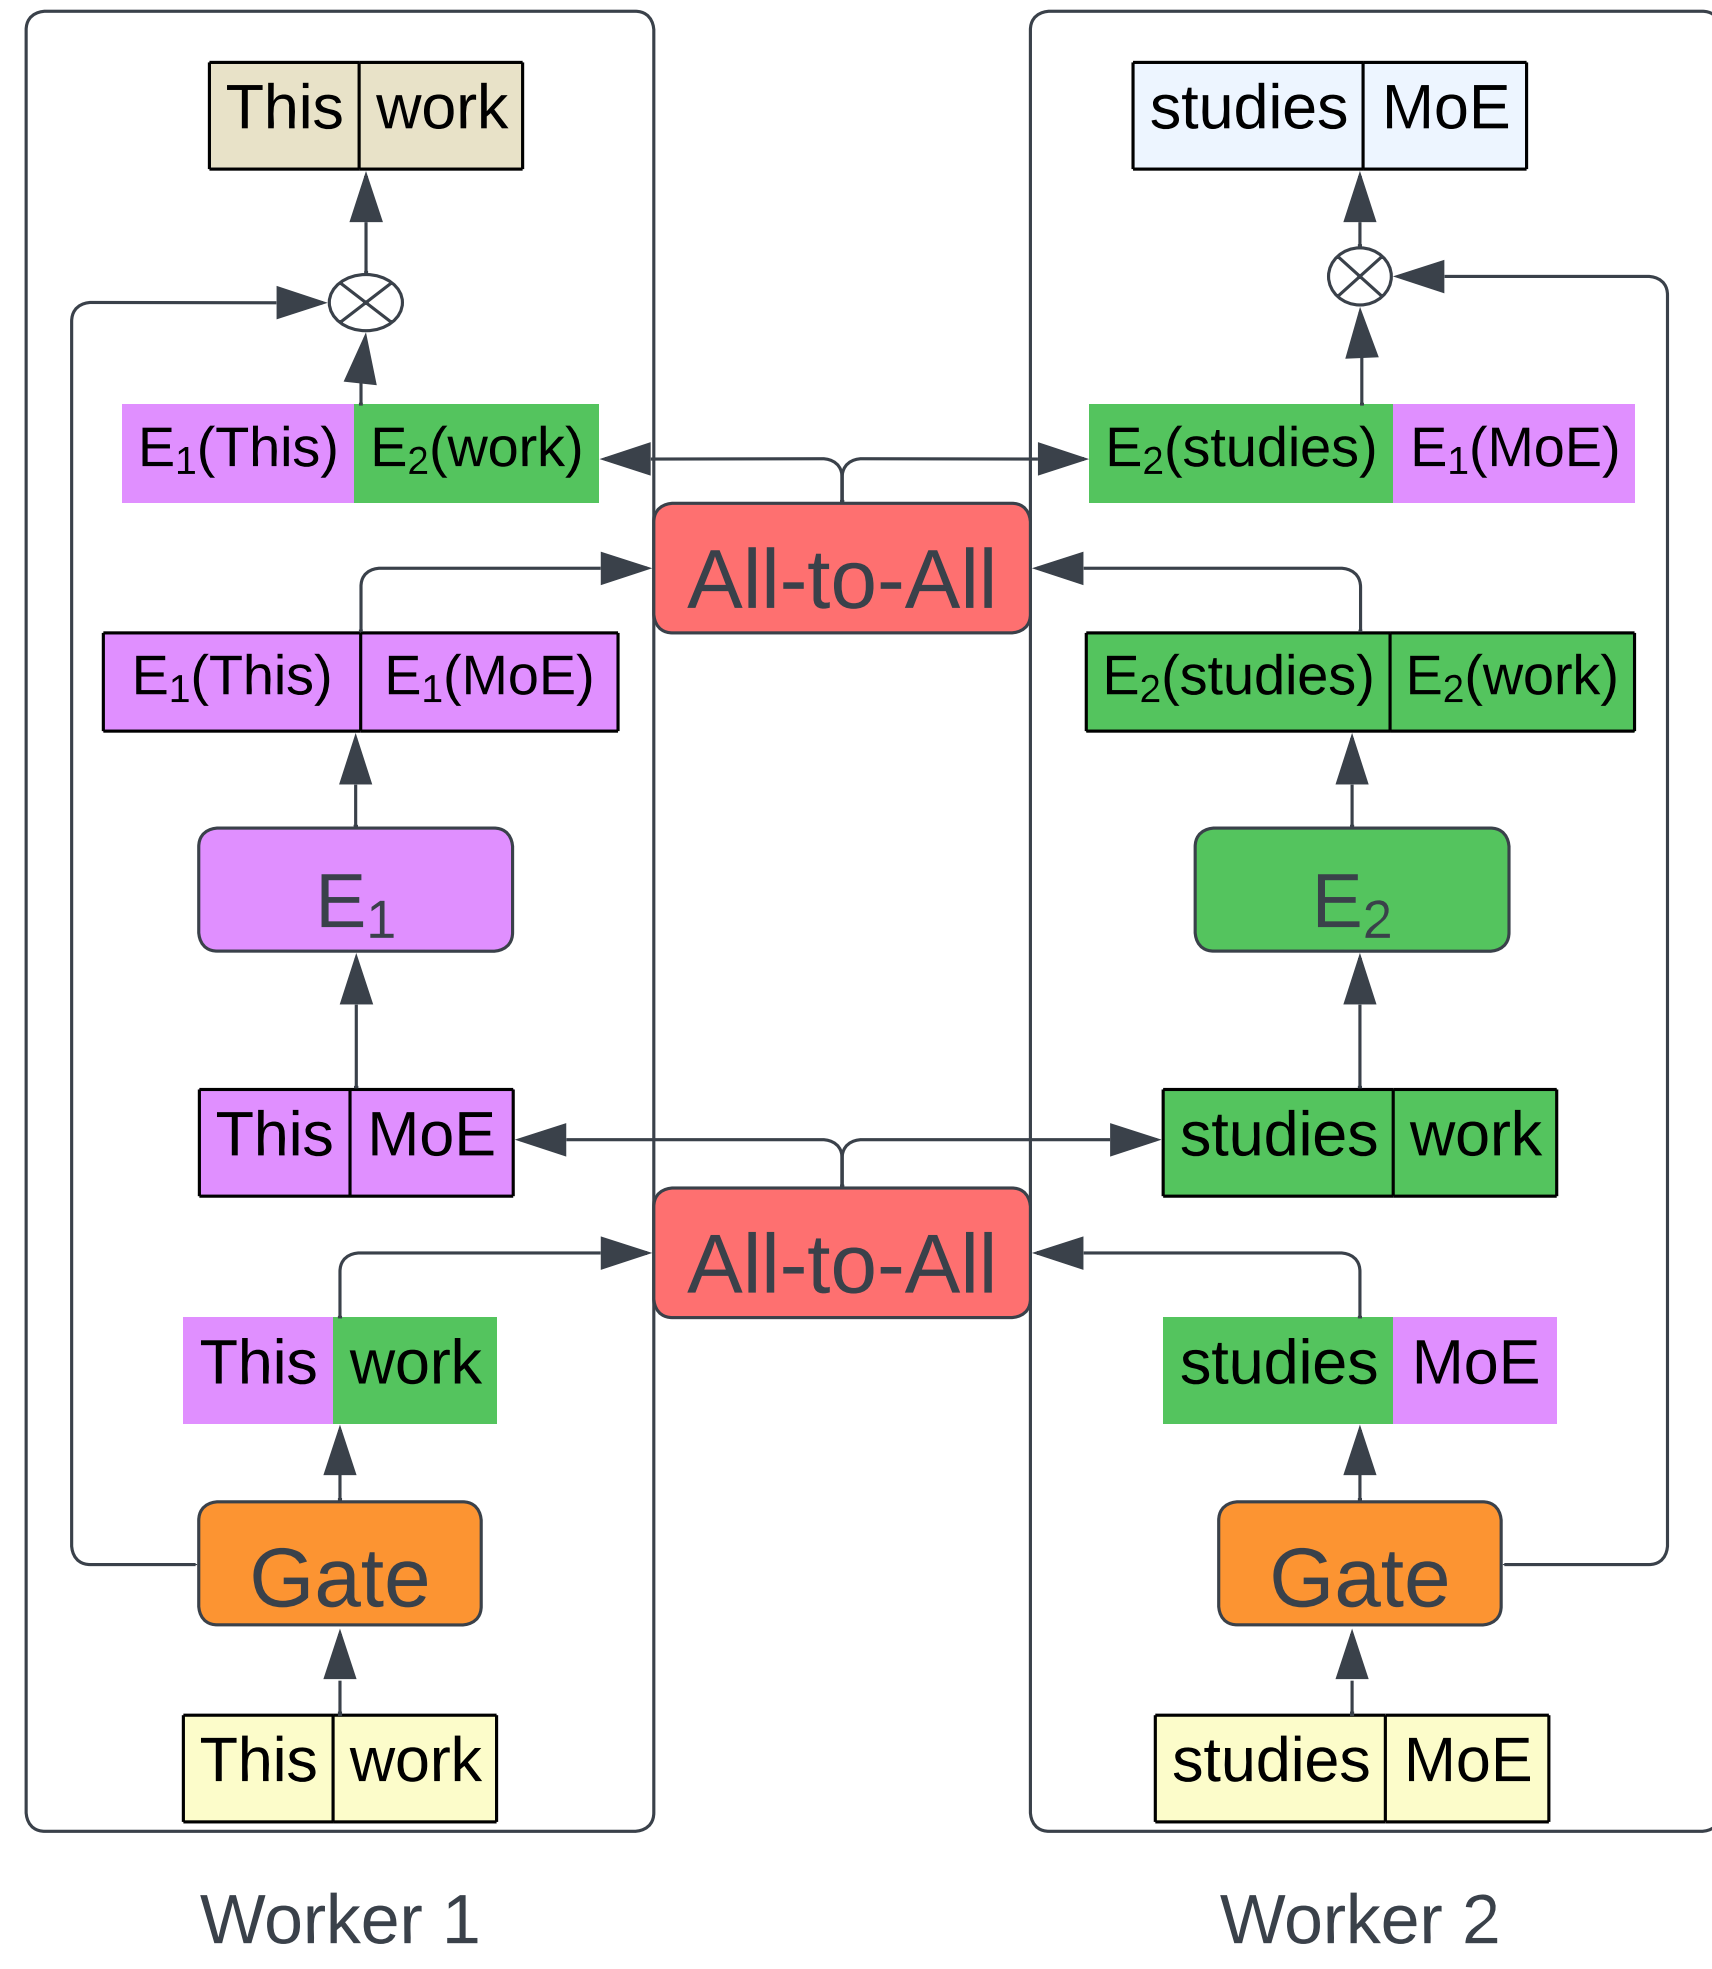 This work
studies MoE
E₁(This) E₂(work)
E₂(studies) E₁(MoE)
All-to-All
E₁(This) E₁(MoE)
E₂(studies) E₂(work)
E₁
E₂
This MoE
studies work
All-to-All
This work
studies MoE
Gate
Gate
This work
studies MoE
Worker 1
Worker 2